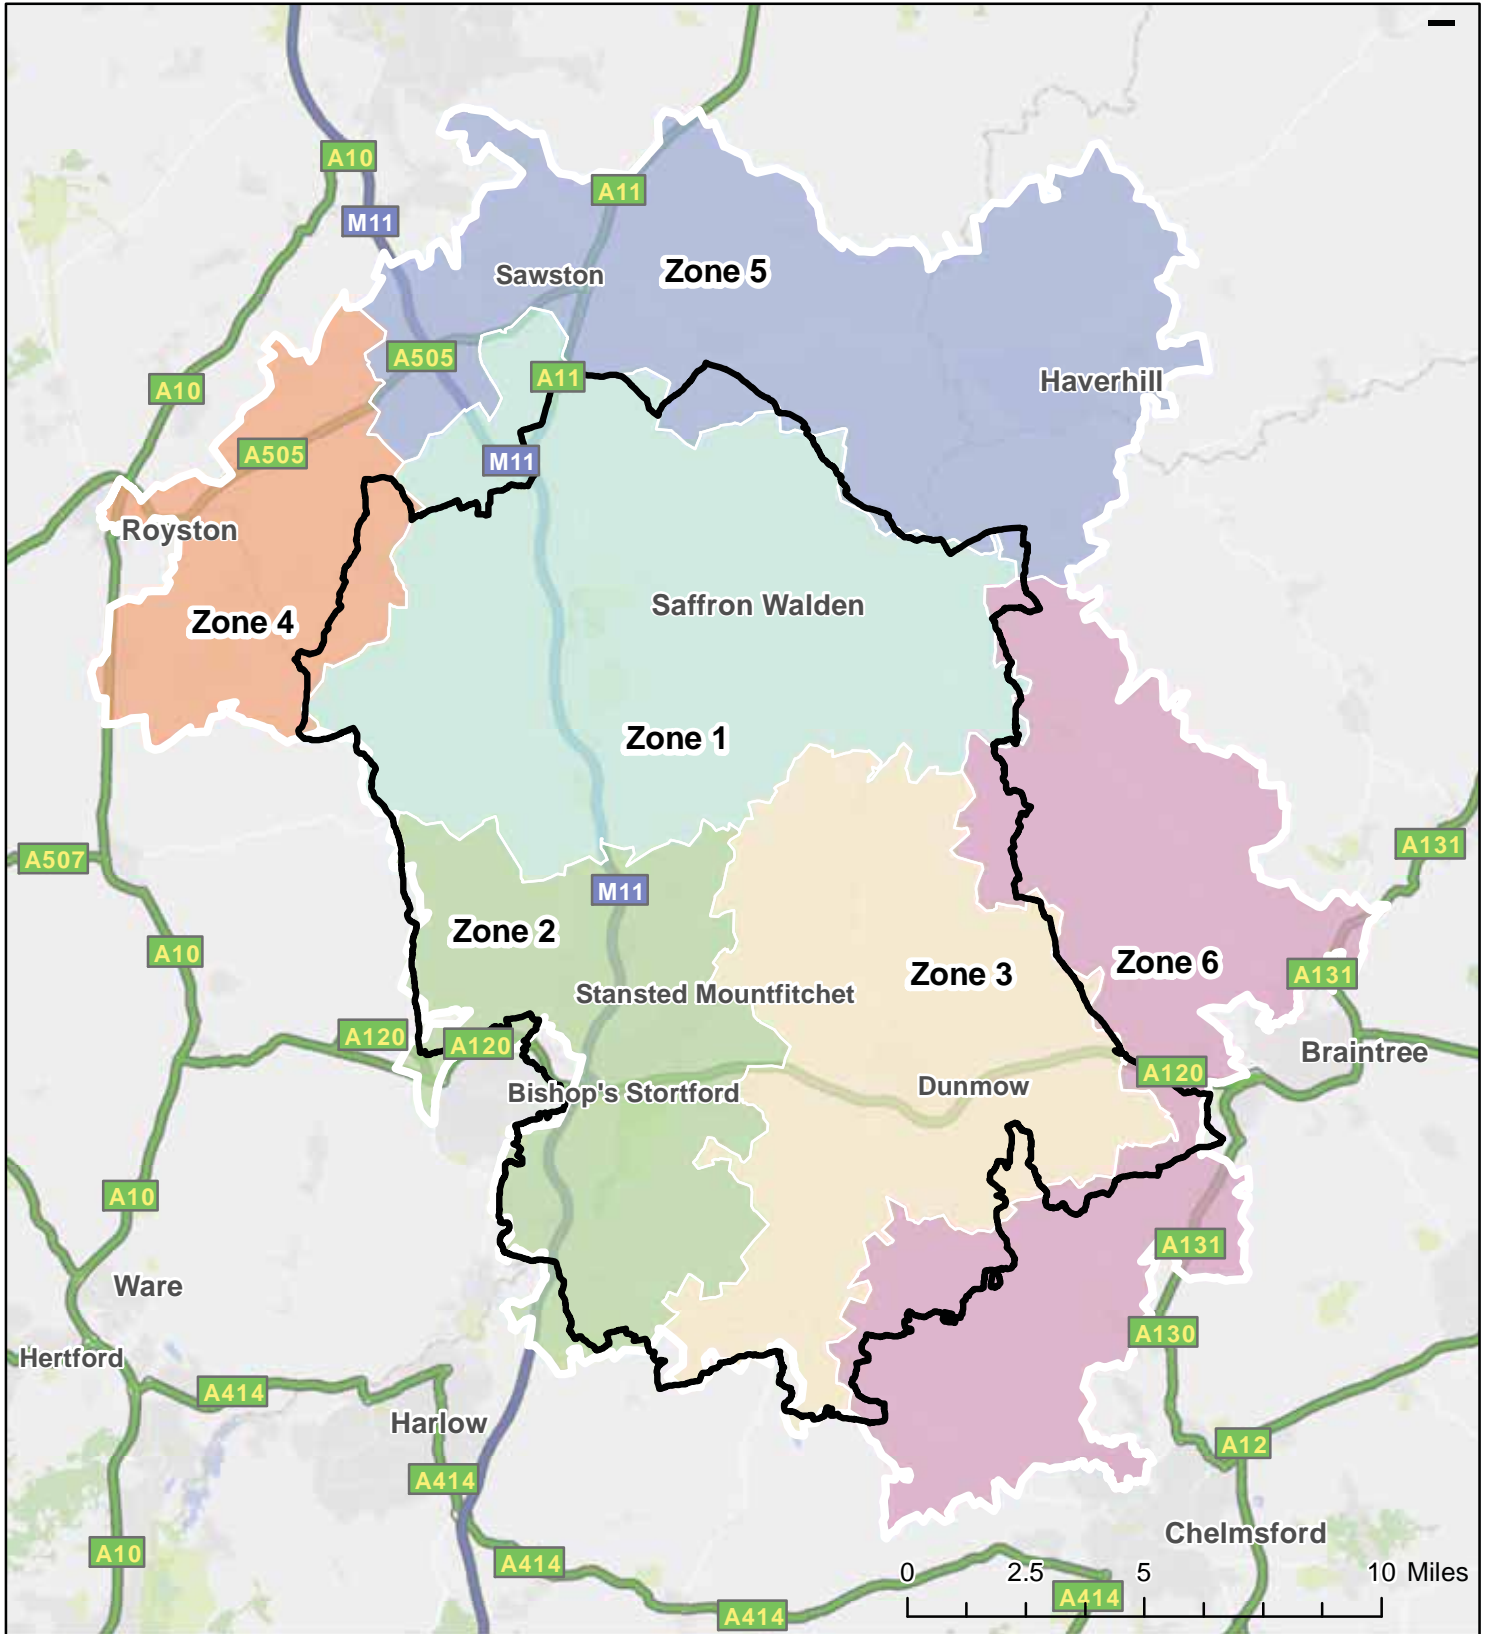 A10
M11
A11
Sawston
Zone 5
A505
A10
A11
Haverhill
A505
M11
Royston
Saffron Walden
Zone 4
Zone 1
A131
A507
M11
Zone 2
A10
Zone 3
Zone 6
A131
Stansted Mountfitchet
A120
A120
Braintree
A120
Bishop's Stortford
Dunmow
A10
A131
Ware
A130
Hertford
A414
Harlow
A12
A414
Chelmsford
A10
A414
0 2.5 5 10 Miles
A414
A414